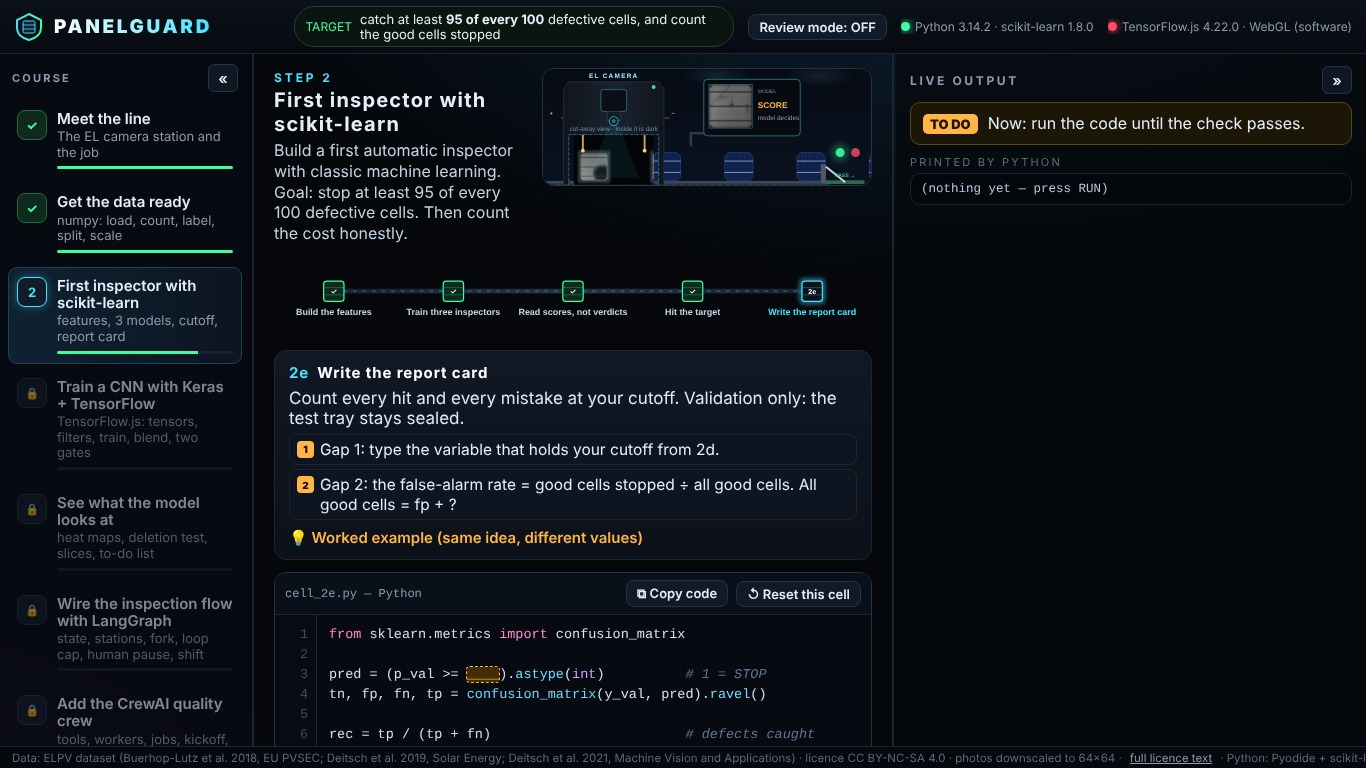 PANELGUARD
TARGET catch at least 95 of every 100 defective cells, and count
the good cells stopped
Review mode: OFF
Python 3.14.2 · scikit-learn 1.8.0
TensorFlow.js 4.22.0 · WebGL (software)
COURSE
«
Meet the line
The EL camera station and
the job
Get the data ready
numpy: load, count, label,
split, scale
2
First inspector with
scikit-learn
features, 3 models, cutoff,
report card
Train a CNN with Keras
+ TensorFlow
TensorFlow.js: tensors,
filters, train, blend, two
gates
See what the model
looks at
heat maps, deletion test,
slices, to-do list
Wire the inspection flow
with LangGraph
state, stations, fork, loop
cap, human pause, shift
Add the CrewAI quality
crew
tools, workers, jobs, kickoff,
STEP 2
First inspector with
scikit-learn
Build a first automatic inspector
with classic machine learning.
Goal: stop at least 95 of every
100 defective cells. Then count
the cost honestly.
EL CAMERA
cut-away view · inside it is dark
MODEL
SCORE
model decides
Build the features
Train three inspectors
Read scores, not verdicts
Hit the target
2e
Write the report card
2e Write the report card
Count every hit and every mistake at your cutoff. Validation only: the
test tray stays sealed.
1 Gap 1: type the variable that holds your cutoff from 2d.
2 Gap 2: the false-alarm rate = good cells stopped ÷ all good cells. All
good cells = fp + ?
💡 Worked example (same idea, different values)
cell_2e.py — Python
⧉ Copy code
↺ Reset this cell
1 from sklearn.metrics import confusion_matrix
2
3 pred = (p_val >= ____).astype(int) # 1 = STOP
4 tn, fp, fn, tp = confusion_matrix(y_val, pred).ravel()
5
6 rec = tp / (tp + fn) # defects caught
LIVE OUTPUT
»
TO DO Now: run the code until the check passes.
PRINTED BY PYTHON
(nothing yet — press RUN)
Data: ELPV dataset (Buerhop-Lutz et al. 2018, EU PVSEC; Deitsch et al. 2019, Solar Energy; Deitsch et al. 2021, Machine Vision and Applications) · licence CC BY-NC-SA 4.0 · photos downscaled to 64×64 · full licence text · Python: Pyodide + scikit-l